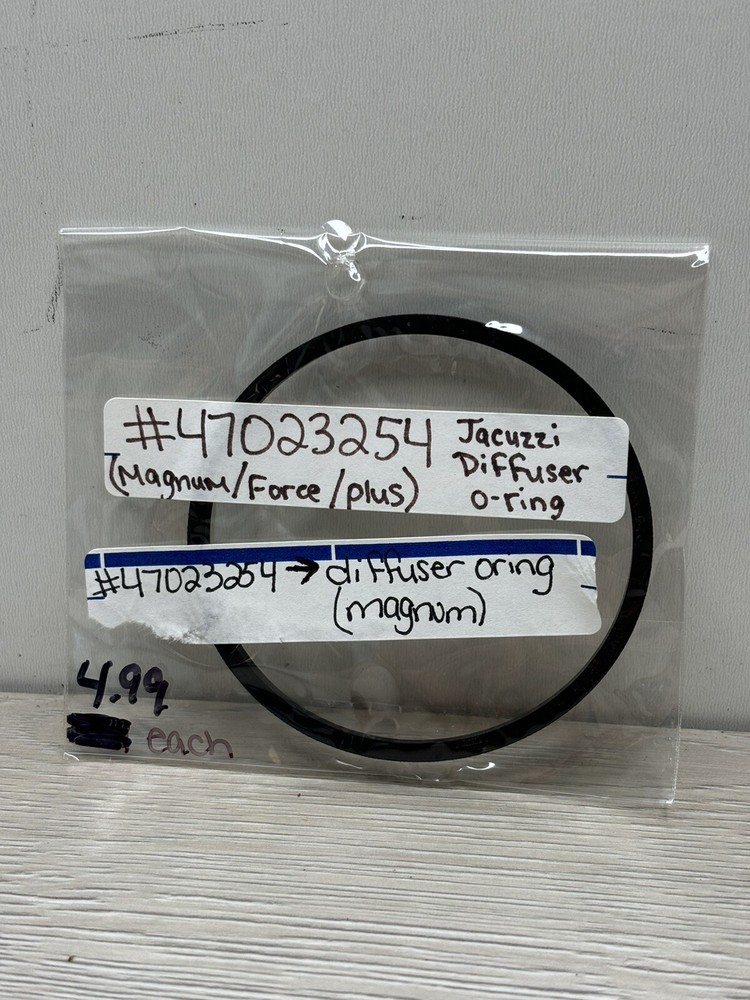 #47023254
(Magnum/Force/plus)
Jacuzzi
Diffuser
o-ring
#47023254 → diffuser oring
(magnum)
4.99
each